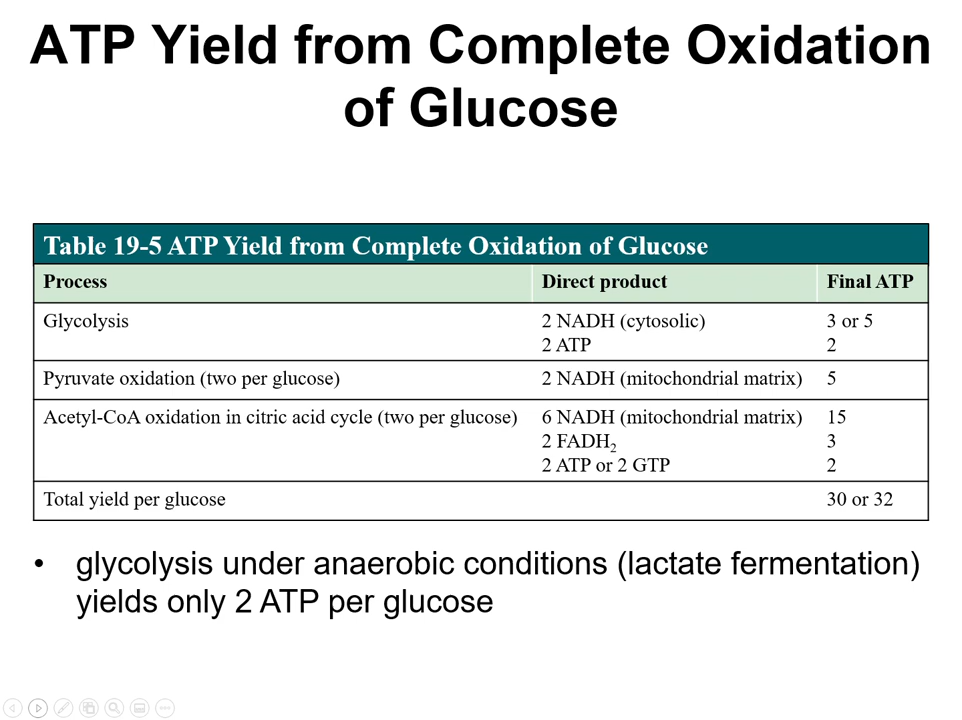 ATP Yield from Complete Oxidation
of Glucose
Table 19-5 ATP Yield from Complete Oxidation of Glucose
Process Direct product Final ATP
Glycolysis 2 NADH (cytosolic) 3 or 5
2 ATP 2
Pyruvate oxidation (two per glucose) 2 NADH (mitochondrial matrix) 5
Acetyl-CoA oxidation in citric acid cycle (two per glucose) 6 NADH (mitochondrial matrix) 15
2 FADH₂ 3
2 ATP or 2 GTP 2
Total yield per glucose 30 or 32
• glycolysis under anaerobic conditions (lactate fermentation)
yields only 2 ATP per glucose